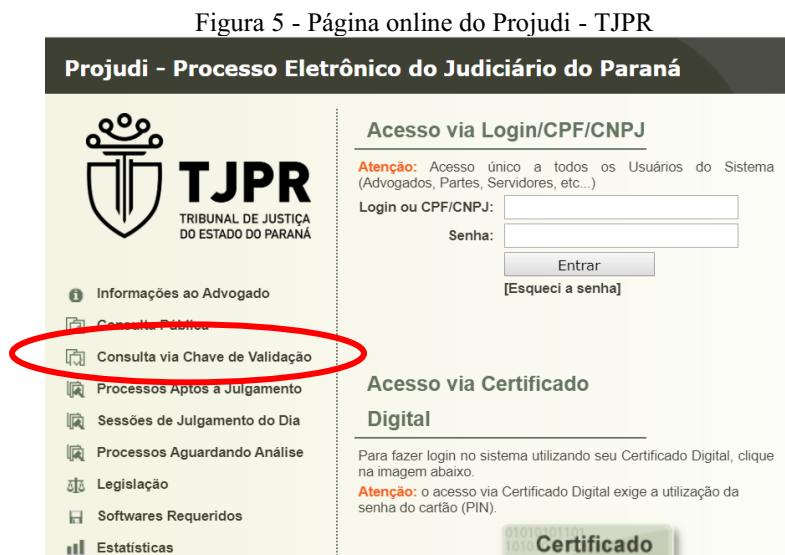 Figura 5 - Página online do Projudi - TJPR
Projudi - Processo Eletrônico do Judiciário do Paraná
TJPR
TRIBUNAL DE JUSTIÇA
DO ESTADO DO PARANÁ
Informações ao Advogado
Consulta Pública
Consulta via Chave de Validação
Processos Aptos a Julgamento
Sessões de Julgamento do Dia
Processos Aguardando Análise
Legislação
Softwares Requeridos
Estatísticas
Acesso via Login/CPF/CNPJ
Atenção: Acesso único a todos os Usuários do Sistema
(Advogados, Partes, Servidores, etc...)
Login ou CPF/CNPJ:
Senha:
Entrar
[Esqueci a senha]
Acesso via Certificado
Digital
Para fazer login no sistema utilizando seu Certificado Digital, clique
na imagem abaixo.
Atenção: o acesso via Certificado Digital exige a utilização da
senha do cartão (PIN).
Certificado